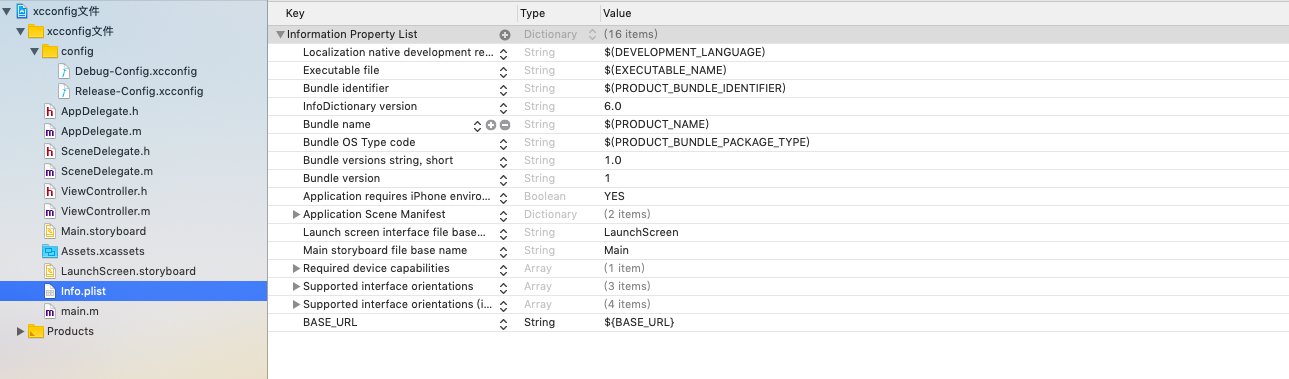 xcconfig文件
xcconfig文件
config
Debug-Config.xcconfig
Release-Config.xcconfig
AppDelegate.h
AppDelegate.m
SceneDelegate.h
SceneDelegate.m
ViewController.h
ViewController.m
Main.storyboard
Assets.xcassets
LaunchScreen.storyboard
Info.plist
main.m
Products
Key Type Value
Information Property List Dictionary (16 items)
Localization native development re... String $(DEVELOPMENT_LANGUAGE)
Executable file String $(EXECUTABLE_NAME)
Bundle identifier String $(PRODUCT_BUNDLE_IDENTIFIER)
InfoDictionary version String 6.0
Bundle name String $(PRODUCT_NAME)
Bundle OS Type code String $(PRODUCT_BUNDLE_PACKAGE_TYPE)
Bundle versions string, short String 1.0
Bundle version String 1
Application requires iPhone enviro... Boolean YES
Application Scene Manifest Dictionary (2 items)
Launch screen interface file base... String LaunchScreen
Main storyboard file base name String Main
Required device capabilities Array (1 item)
Supported interface orientations Array (3 items)
Supported interface orientations (i... Array (4 items)
BASE_URL String ${BASE_URL}